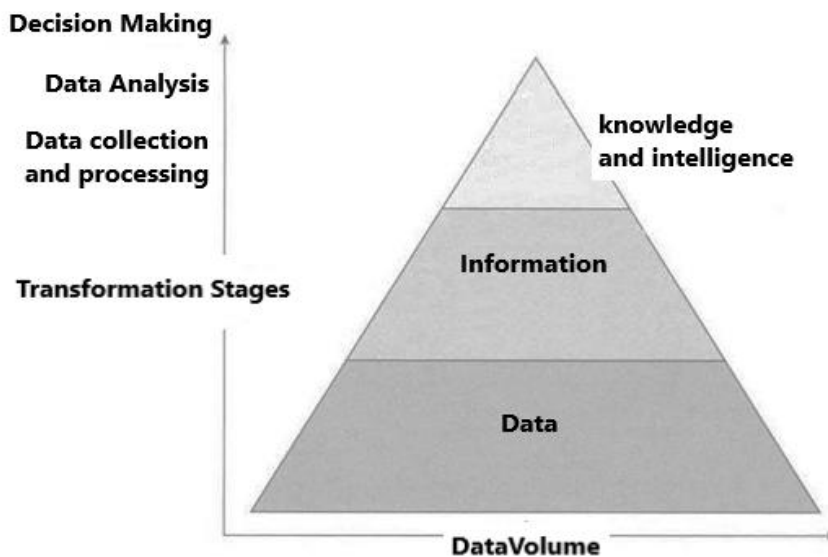 Decision Making
Data Analysis
Data collection
and processing
knowledge
and intelligence
Information
Transformation Stages
Data
DataVolume